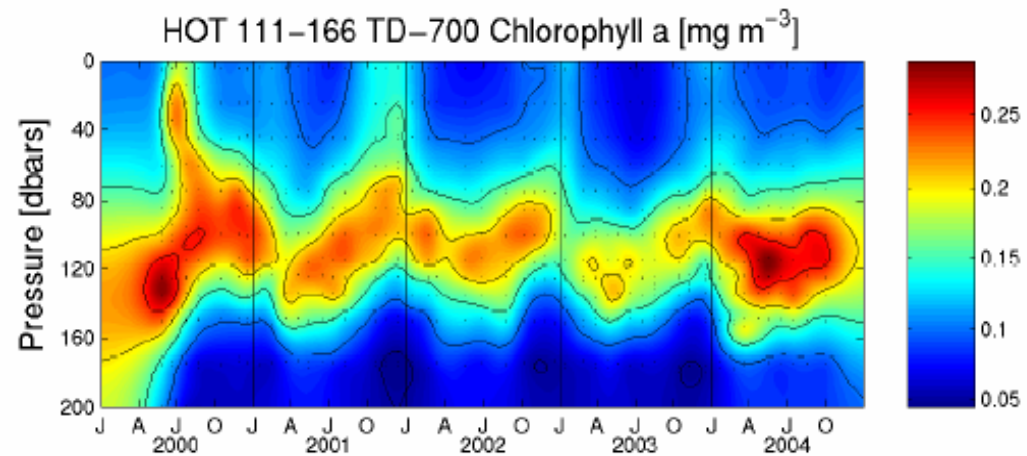 HOT 111−166 TD−700 Chlorophyll a [mg m⁻³]
Pressure [dbars]
0
40
80
120
160
200
J A J O J A J O J A J O J A J O J A J O
2000 2001 2002 2003 2004
0.25
0.2
0.15
0.1
0.05